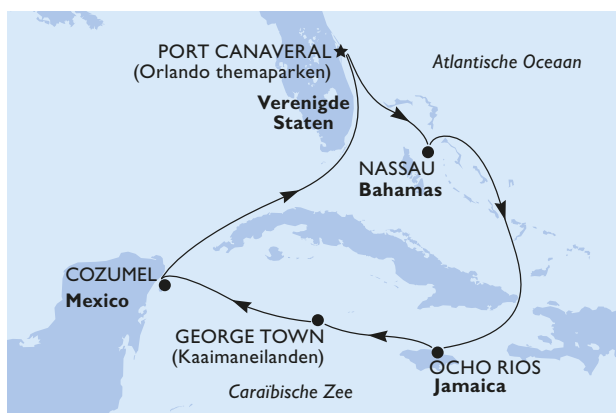 PORT CANAVERAL
(Orlando themaparken)
Atlantische Oceaan
Verenigde
Staten
NASSAU
Bahamas
COZUMEL
Mexico
GEORGE TOWN
(Kaaimaneilanden)
OCHO RIOS
Jamaica
Caraïbische Zee